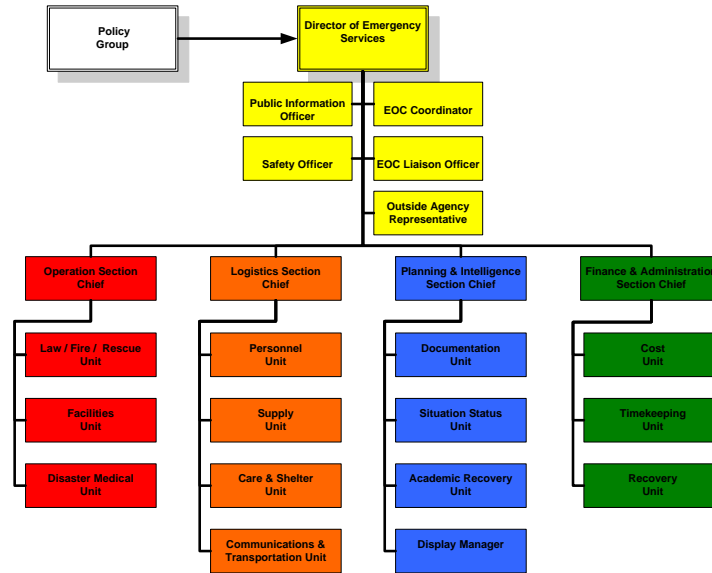 Policy
Group
Director of Emergency
Services
Public Information
Officer
EOC Coordinator
Safety Officer
EOC Liaison Officer
Outside Agency
Representative
Operation Section
Chief
Logistics Section
Chief
Planning & Intelligence
Section Chief
Finance & Administration
Section Chief
Law / Fire /  Rescue
Unit
Personnel
Unit
Documentation
Unit
Cost
Unit
Facilities
Unit
Supply
Unit
Situation Status
Unit
Timekeeping
Unit
Disaster Medical
Unit
Care & Shelter
Unit
Academic Recovery
Unit
Recovery
Unit
Communications &
Transportation Unit
Display Manager